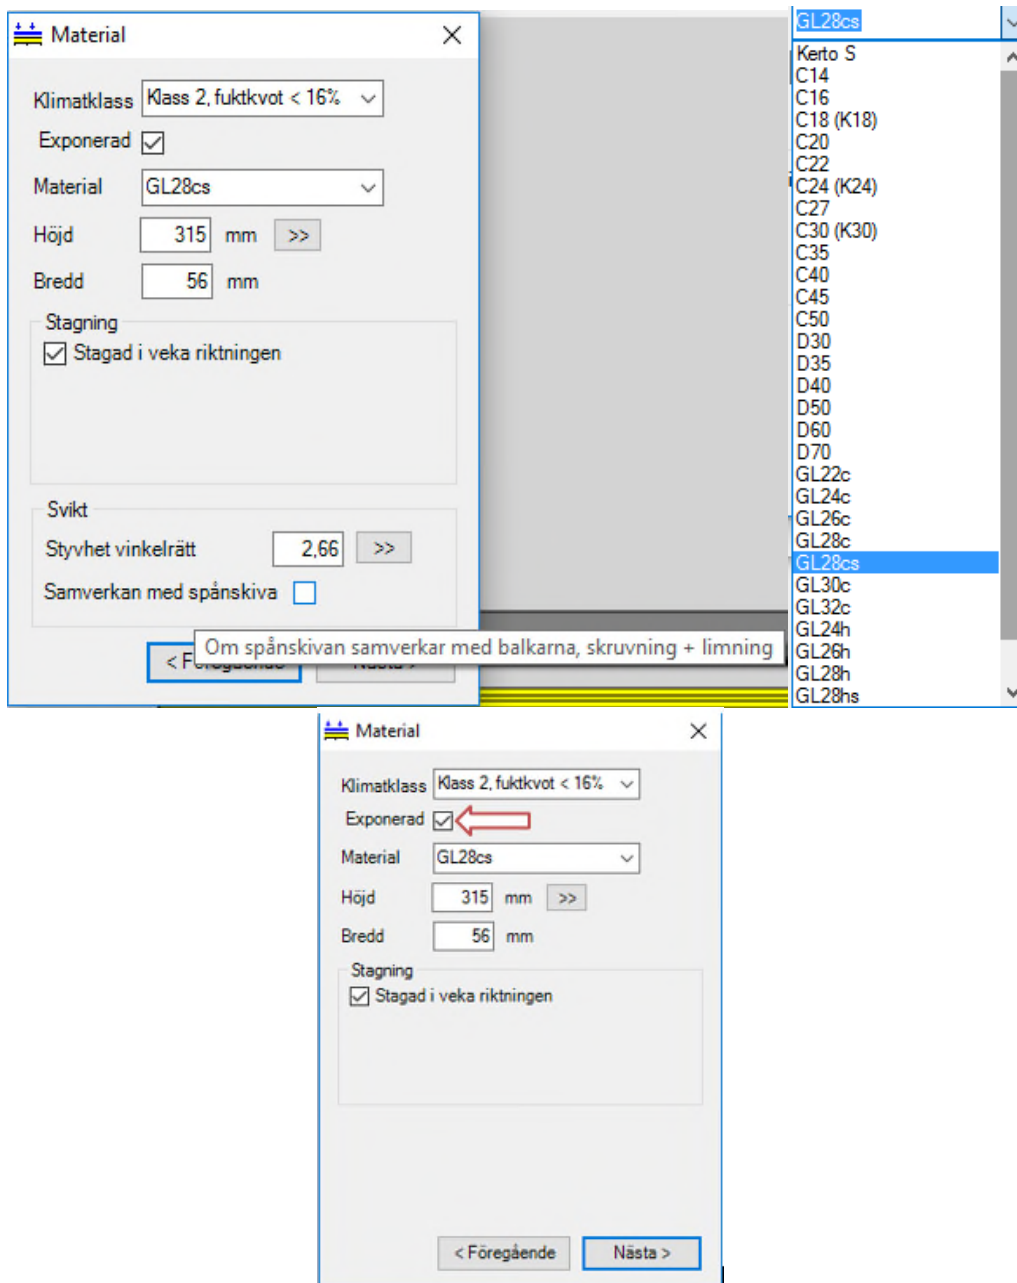 Material
Klimatklass Klass 2, fuktkvot < 16%
Exponerad
Material GL28cs
Höjd 315 mm >>
Bredd 56 mm
Stagning
Stagad i veka riktningen
Svikt
Styvhet vinkelrätt 2,66 >>
Samverkan med spånskiva
Om spånskivan samverkar med balkarna, skruvning + limning
GL28cs
Kerto S
C14
C16
C18 (K18)
C20
C22
C24 (K24)
C27
C30 (K30)
C35
C40
C45
C50
D30
D35
D40
D50
D60
D70
GL22c
GL24c
GL26c
GL28c
GL28cs
GL30c
GL32c
GL24h
GL26h
GL28h
GL28hs
Material
Klimatklass Klass 2, fuktkvot < 16%
Exponerad
Material GL28cs
Höjd 315 mm >>
Bredd 56 mm
Stagning
Stagad i veka riktningen
< Föregående Nästa >